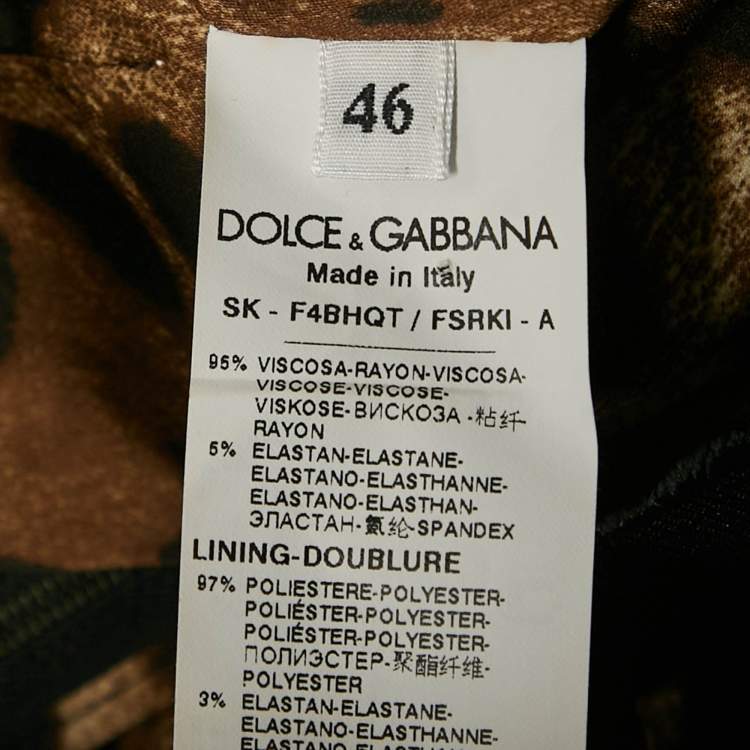 46
DOLCE & GABBANA
Made in Italy
SK - F4BHQT / FSRKI - A
95% VISCOSA-RAYON-VISCOSA-
VISCOSE-VISCOSE-
VISKOSE-ВИСКОЗА -粘纤-
RAYON
5% ELASTAN-ELASTANE-
ELASTANO-ELASTHANNE-
ELASTANO-ELASTHAN-
ЭЛАСТАН-氨纶-SPANDEX
LINING-DOUBLURE
97% POLIESTERE-POLYESTER-
POLIÉSTER-POLYESTER-
POLIÉSTER-POLYESTER-
ПОЛИЭСТЕР-聚酯纤维-
POLYESTER
3% ELASTAN-ELASTANE-
ELASTANO-ELASTHANNE-
ELASTANO-ELASTHAN-